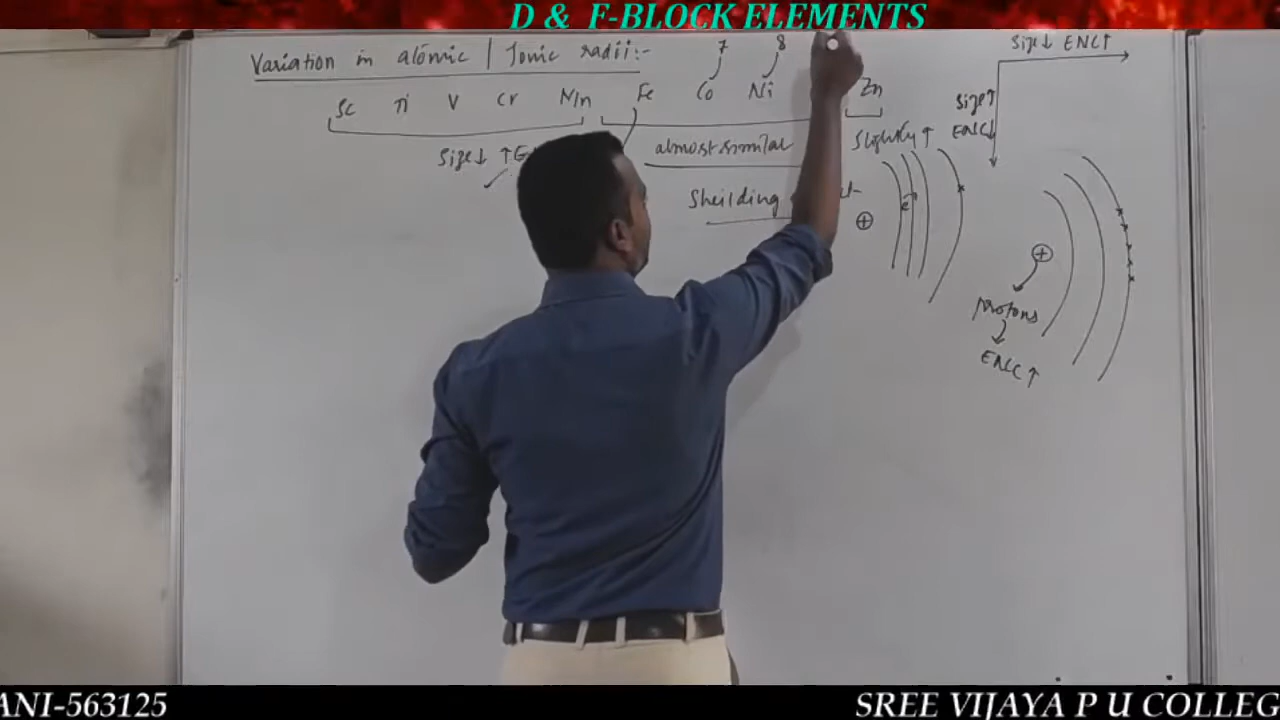 D & F-BLOCK ELEMENTS
Variation in atomic | Ionic radii:-
7 8
Size↓ ENC↑
Sc Ti V Cr Mn Fe Co Ni Zn
Size↑
ENC↓
Size↓ ↑
almost similar
Slightly ↑
Sheilding
e⁻
+
+
protons
ENC↑
ANI-563125
SREE VIJAYA P U COLLEG